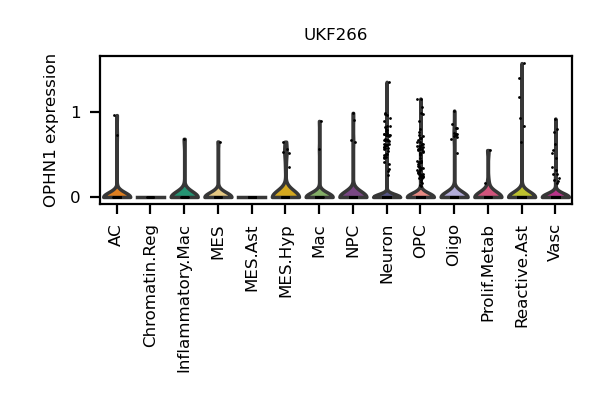 UKF266
OPHN1 expression
1
0
AC
Chromatin.Reg
Inflammatory.Mac
MES
MES.Ast
MES.Hyp
Mac
NPC
Neuron
OPC
Oligo
Prolif.Metab
Reactive.Ast
Vasc